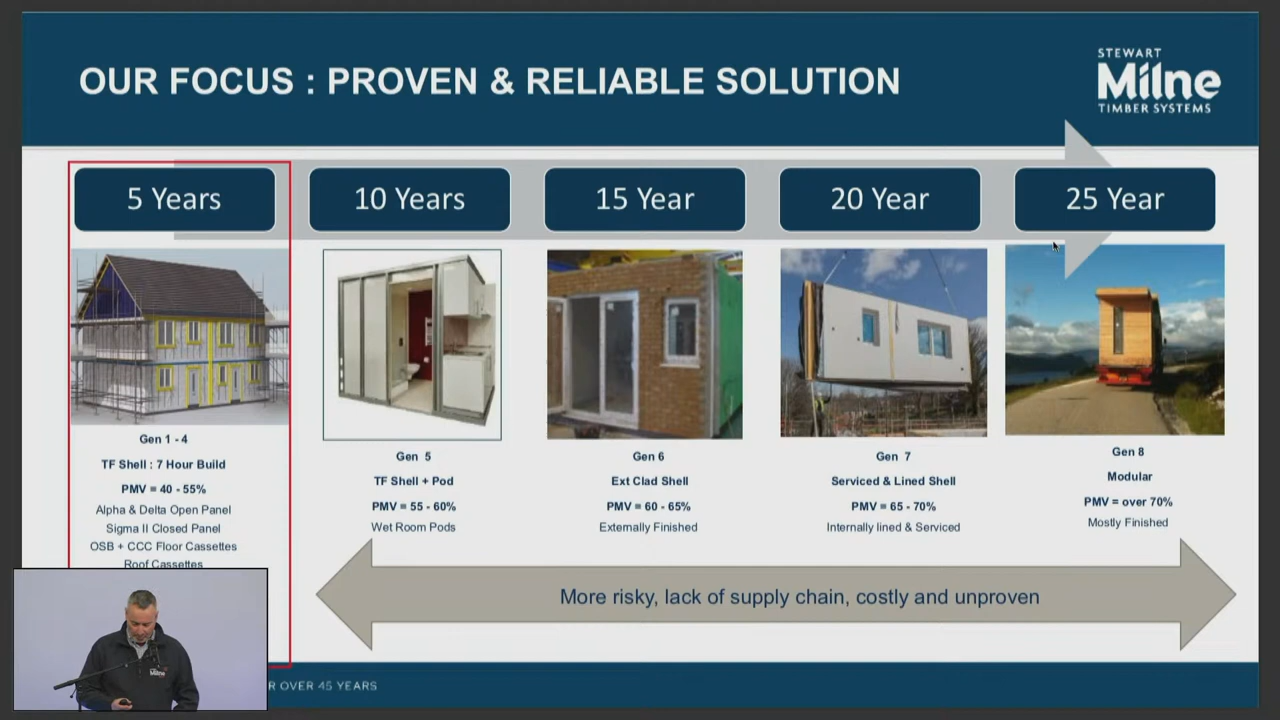 OUR FOCUS : PROVEN & RELIABLE SOLUTION
STEWART
Milne
TIMBER SYSTEMS
5 Years
10 Years
15 Year
20 Year
25 Year
Gen 1 - 4
TF Shell : 7 Hour Build
PMV = 40 - 55%
Alpha & Delta Open Panel
Sigma II Closed Panel
OSB + CCC Floor Cassettes
Roof Cassettes
Gen 5
TF Shell + Pod
PMV = 55 - 60%
Wet Room Pods
Gen 6
Ext Clad Shell
PMV = 60 - 65%
Externally Finished
Gen 7
Serviced & Lined Shell
PMV = 65 - 70%
Internally lined & Serviced
Gen 8
Modular
PMV = over 70%
Mostly Finished
More risky, lack of supply chain, costly and unproven
R OVER 45 YEARS
Milne